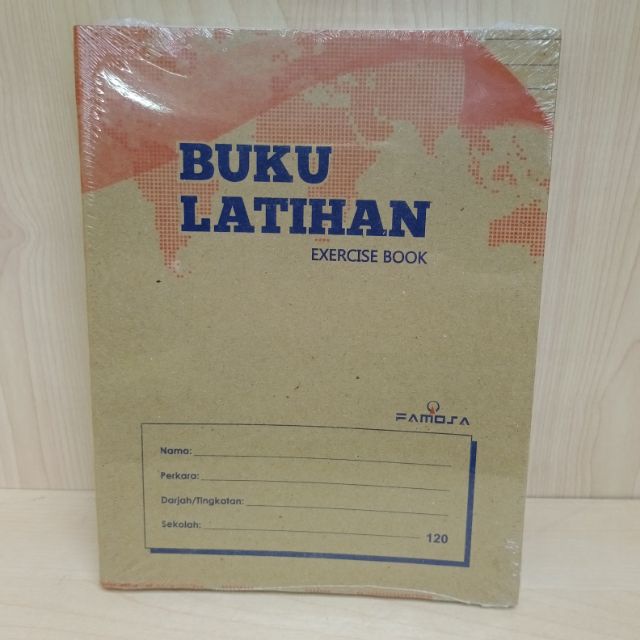 BUKU
LATIHAN
EXERCISE BOOK
FAMOSA
Nama:
Perkara:
Darjah/Tingkatan:
Sekolah:
120